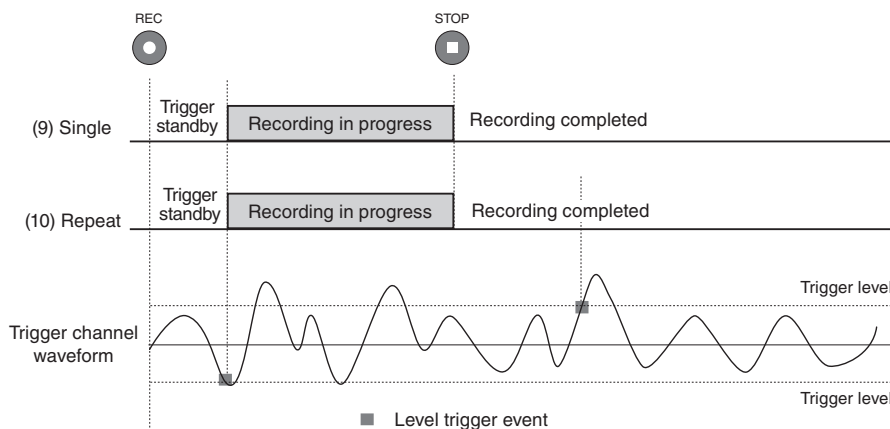 REC
STOP
(9) Single
Trigger
standby
Recording in progress
Recording completed
(10) Repeat
Trigger
standby
Recording in progress
Recording completed
Trigger level
Trigger channel
waveform
Trigger level
Level trigger event